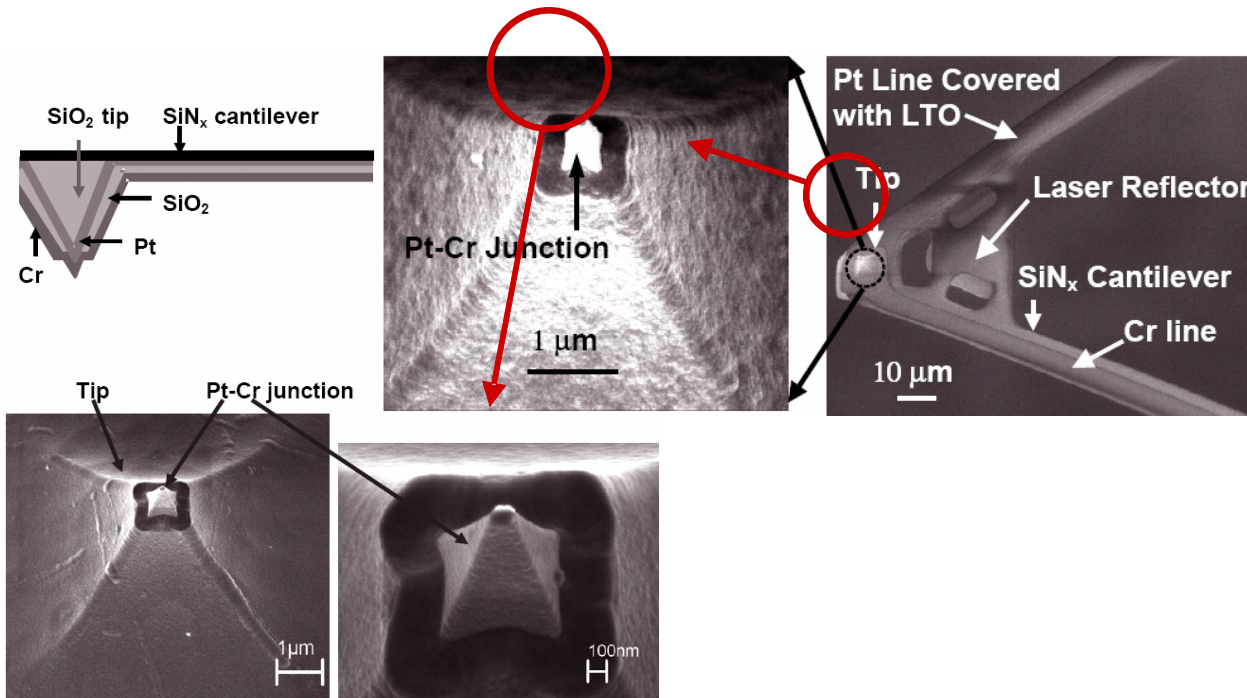 SiO₂ tip
SiNₓ cantilever
SiO₂
Pt
Cr
Pt-Cr Junction
1 μm
Pt Line Covered
with LTO
Tip
Laser Reflector
SiNₓ Cantilever
Cr line
10 μm
Tip
Pt-Cr junction
1μm
100nm